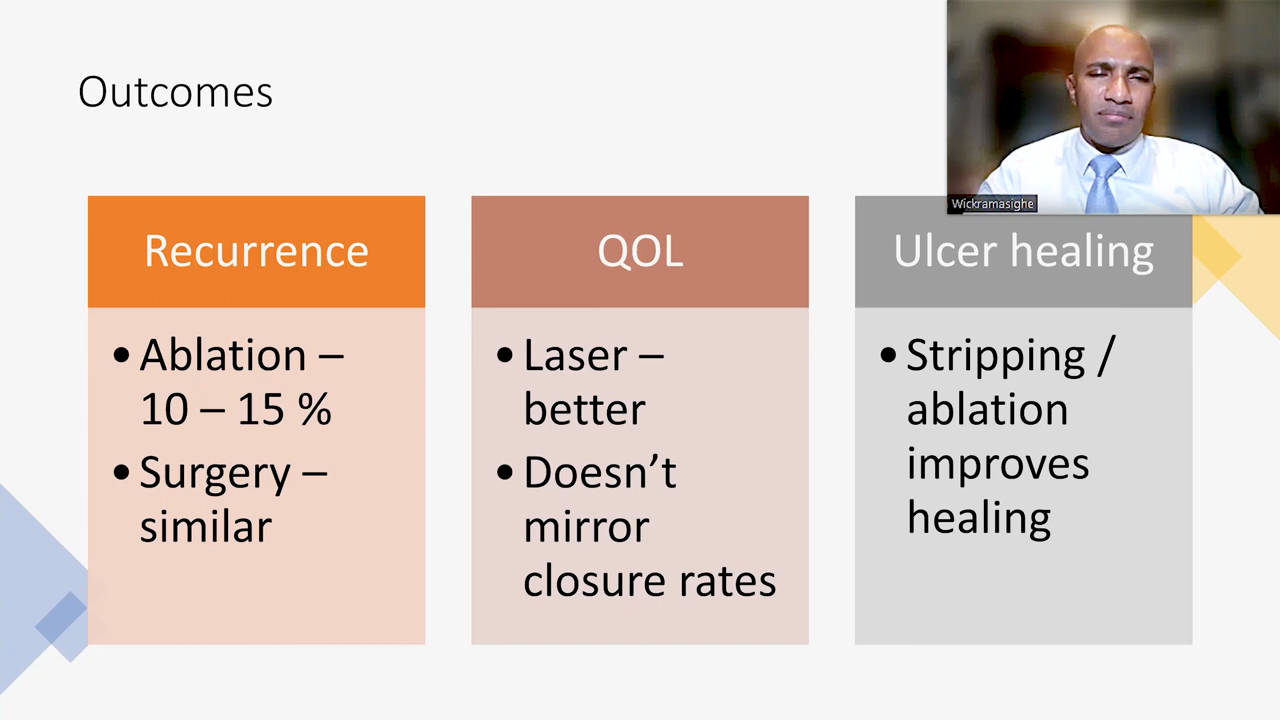 Outcomes
Wickramasighe
Recurrence
• Ablation –
10 – 15 %
• Surgery –
similar
QOL
• Laser –
better
• Doesn’t
mirror
closure rates
Ulcer healing
• Stripping /
ablation
improves
healing